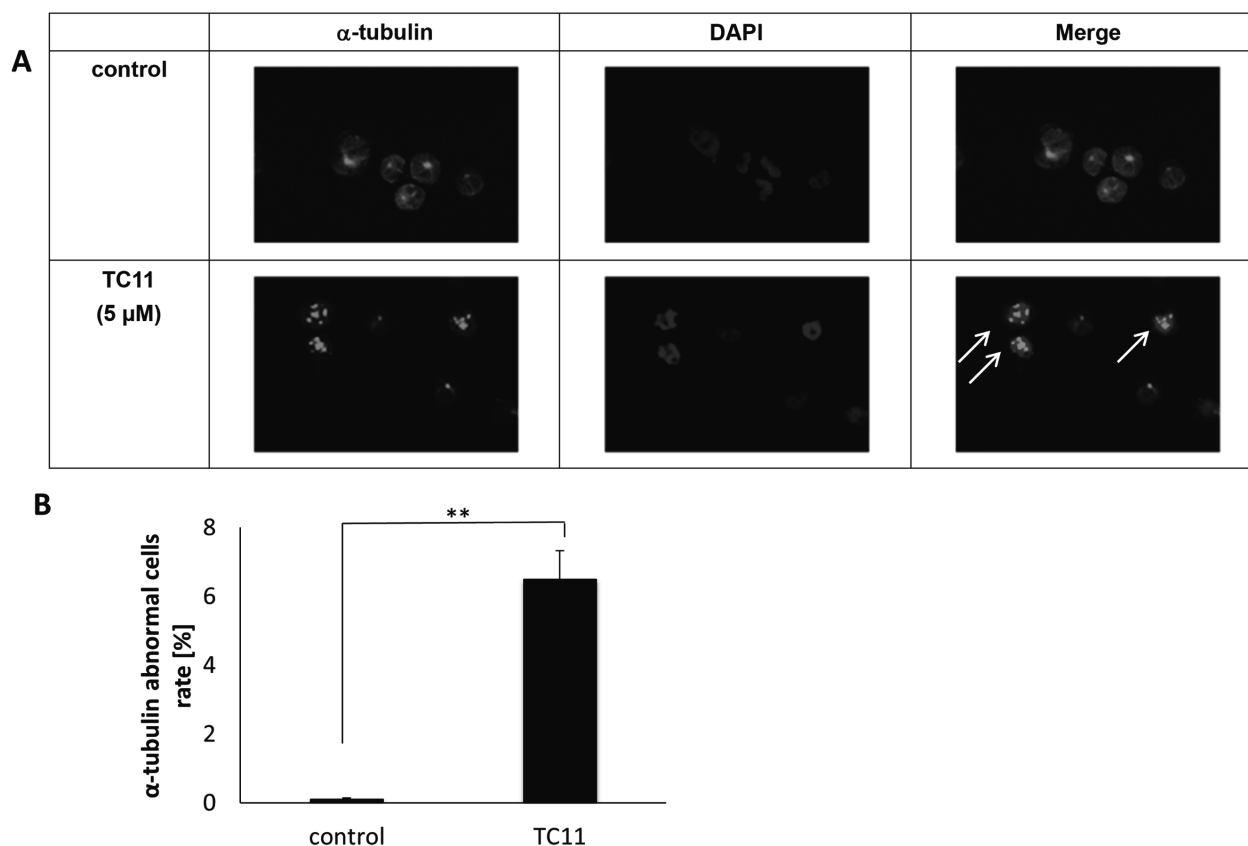 A
α-tubulin DAPI Merge
control
TC11
(5 µM)
B
α-tubulin abnormal cells
rate [%]
**
8
6
4
2
0
control TC11